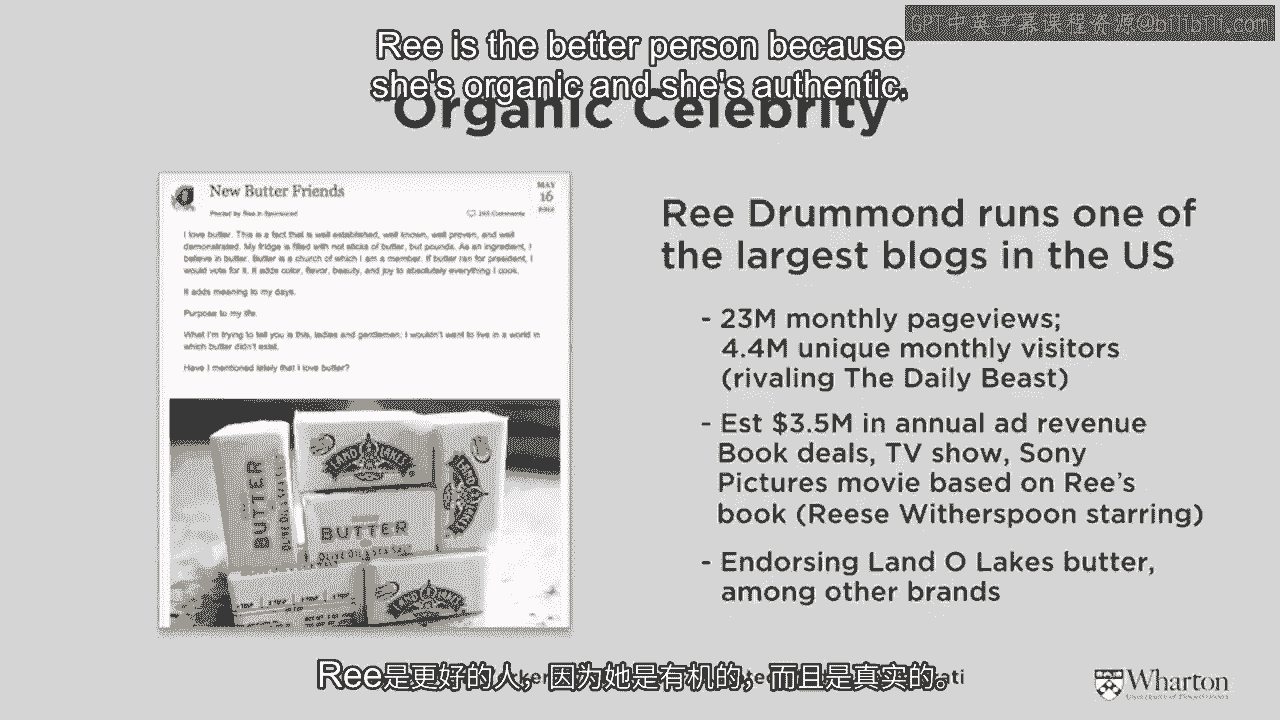 GPT中英字幕课程资源@bilibili.com
Ree is the better person because
she's organic and she's authentic.
Organic Celebrity
New Butter Friends
MAY
16
Posted by Ree in Sponsored
Comments
I love butter. This is a fact that is well established, well known, well proven, and well
demonstrated. My fridge is filled with not sticks of butter, but pounds. As an ingredient, I
believe in butter. Butter is a church of which I am a member. If butter ran for president, I
would vote for it. It adds color, flavor, beauty, and joy to absolutely everything I cook.
It adds meaning to my days.
Purpose to my life.
What I'm trying to tell you is this, ladies and gentlemen: I wouldn't want to live in a world in
which butter didn't exist.
Have I mentioned lately that I love butter?
LAND O LAKES
BUTTER
BUTTER
LAND O LAKES
Ree Drummond runs one of
the largest blogs in the US
- 23M monthly pageviews;
4.4M unique monthly visitors
(rivaling The Daily Beast)
- Est $3.5M in annual ad revenue
Book deals, TV show, Sony
Pictures movie based on Ree's
book (Reese Witherspoon starring)
- Endorsing Land O Lakes butter,
among other brands
Ree是更好的人，因为她是有机的，而且是真实的。
Wharton